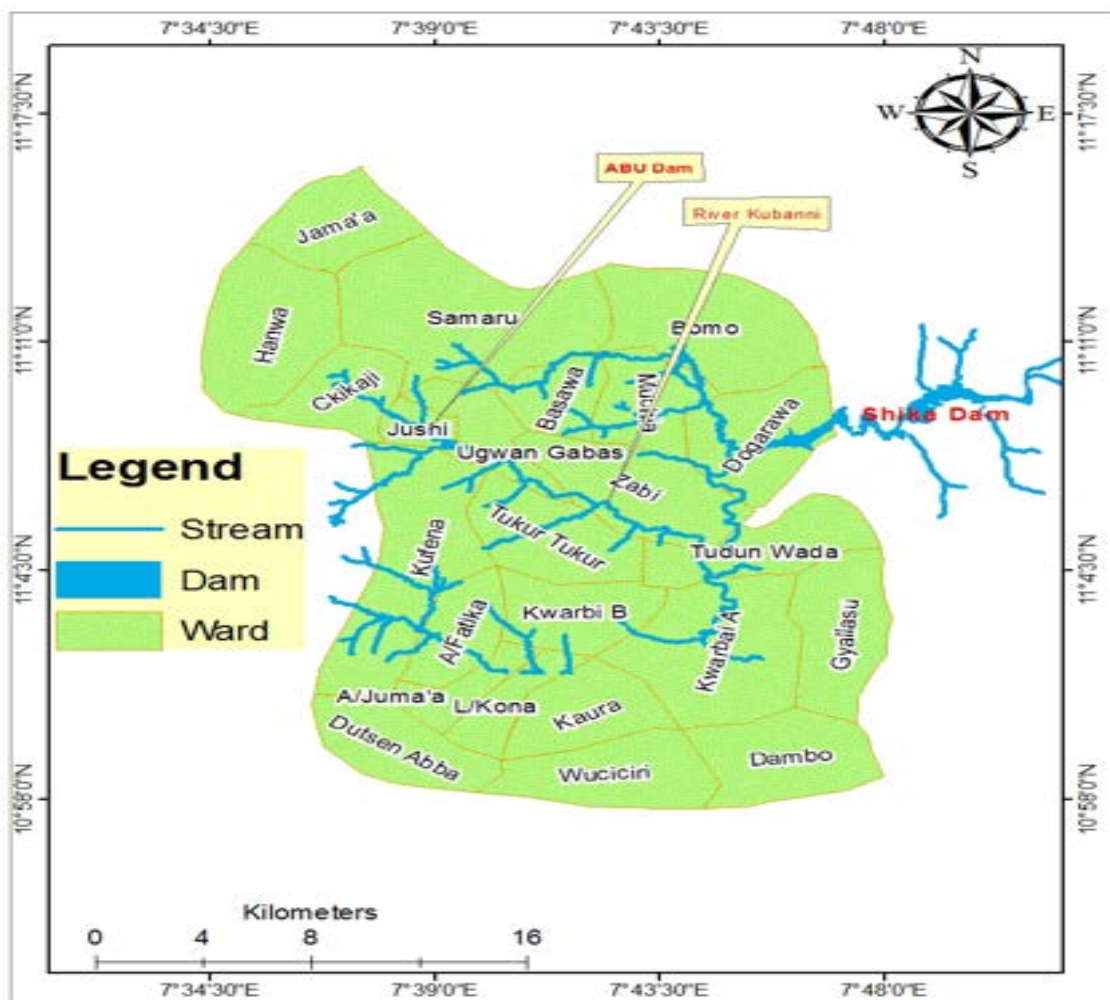 7°34'30"E 7°39'0"E 7°43'30"E 7°48'0"E
N
W E
S
11°17'30"N 11°17'30"N
ABU Dam
River Kubanni
Jama'a
Hanwa
Samaru
Bomo
11°11'0"N 11°11'0"N
Ckikaji
Basawa
Jushi
Dogarawa
Shika Dam
Ugwan Gabas
Zabi
Legend
Stream
Dam
Ward
Tukur Tukur
Kufena
Tudun Wada
11°4'30"N 11°4'30"N
Kwarbi B
A/Fatika
Kwarbai A
Gyallasu
A/Juma'a
L/Kona
Kaura
Dutsen Abba
Wuciciri
Dambo
10°58'0"N 10°58'0"N
Kilometers
0 4 8 16
7°34'30"E 7°39'0"E 7°43'30"E 7°48'0"E